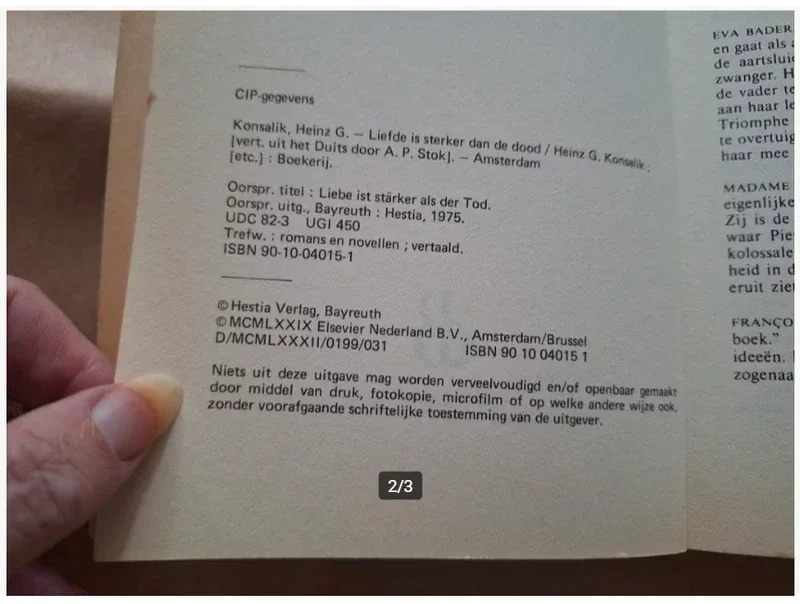 CIP-gegevens
Konsalik, Heinz G. – Liefde is sterker dan de dood / Heinz G. Konsalik ;
[vert. uit het Duits door A. P. Stok]. – Amsterdam
[etc.] : Boekerij.
Oorspr. titel : Liebe ist stärker als der Tod.
Oorspr. uitg., Bayreuth : Hestia, 1975.
UDC 82-3 UGI 450
Trefw. : romans en novellen ; vertaald.
ISBN 90-10-04015-1
© Hestia Verlag, Bayreuth
© MCMLXXIX Elsevier Nederland B.V., Amsterdam/Brussel
D/MCMLXXXII/0199/031 ISBN 90 10 04015 1
Niets uit deze uitgave mag worden verveelvoudigd en/of openbaar gemaakt
door middel van druk, fotokopie, microfilm of op welke andere wijze ook,
zonder voorafgaande schriftelijke toestemming van de uitgever.
2/3
EVA BADER
en gaat als
de aartslui
zwanger. H
de vader te
aan haar le
Triomphe
te overtuig
haar mee
MADAME
eigenlijke
Zij is de
waar Pie
kolossale
heid in d
eruit ziet
FRANÇO
boek.”
ideeën.
zogenaa